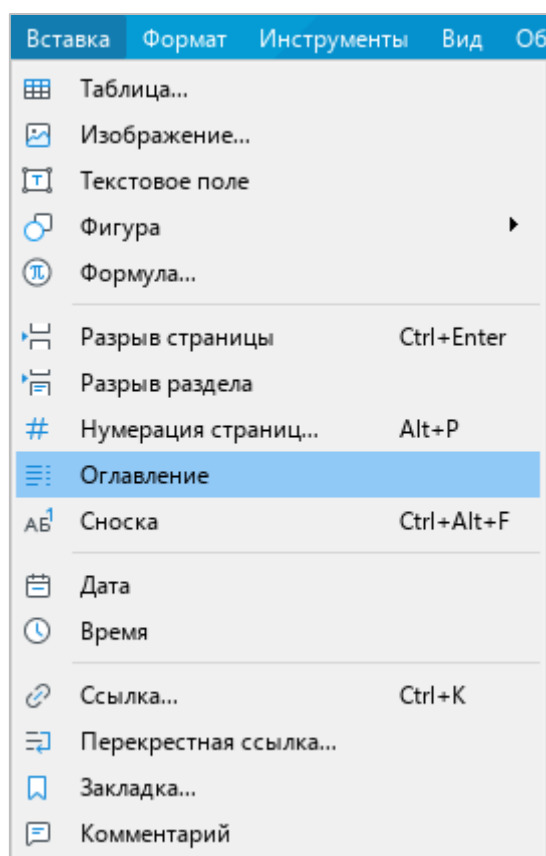 Вставка Формат Инструменты Вид Об
Таблица...
Изображение...
Текстовое поле
Фигура
Формула...
Разрыв страницы Ctrl+Enter
Разрыв раздела
Нумерация страниц... Alt+P
Оглавление
Сноска Ctrl+Alt+F
Дата
Время
Ссылка... Ctrl+K
Перекрестная ссылка...
Закладка...
Комментарий